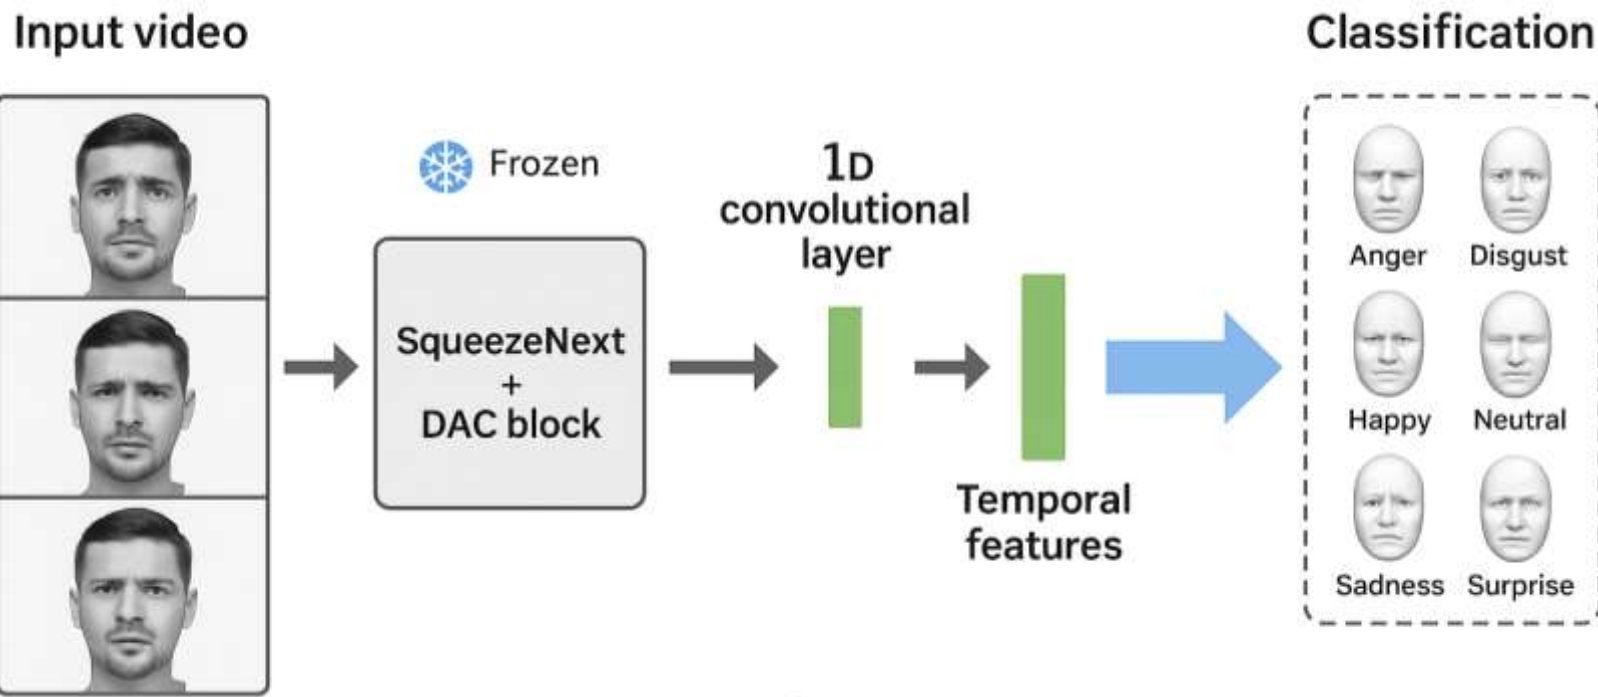 Input video
Classification
Frozen
1D
convolutional
layer
SqueezeNext
+
DAC block
Temporal
features
Anger
Disgust
Happy
Neutral
Sadness
Surprise